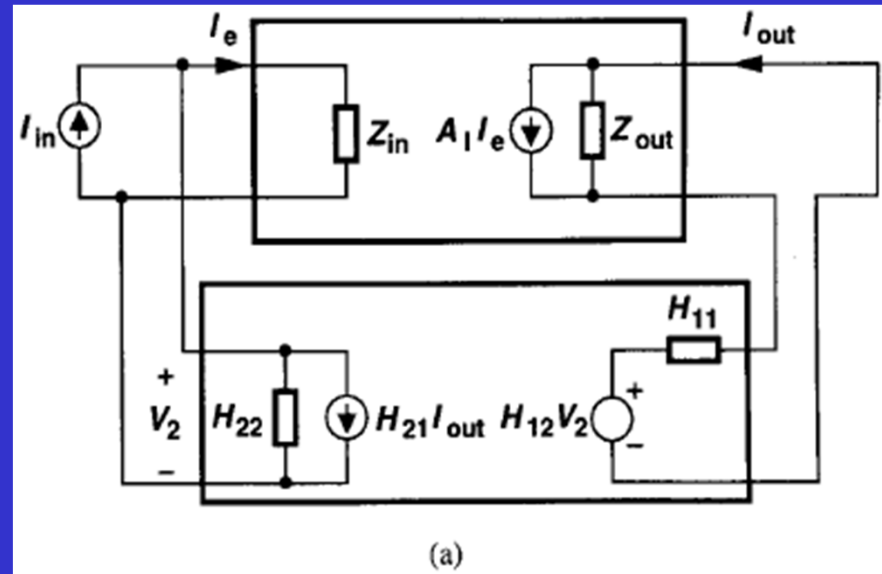 I_e I_out
I_in Z_in A_I I_e Z_out
H_11
+
V_2 H_22 H_21 I_out H_12 V_2 +
− −
(a)